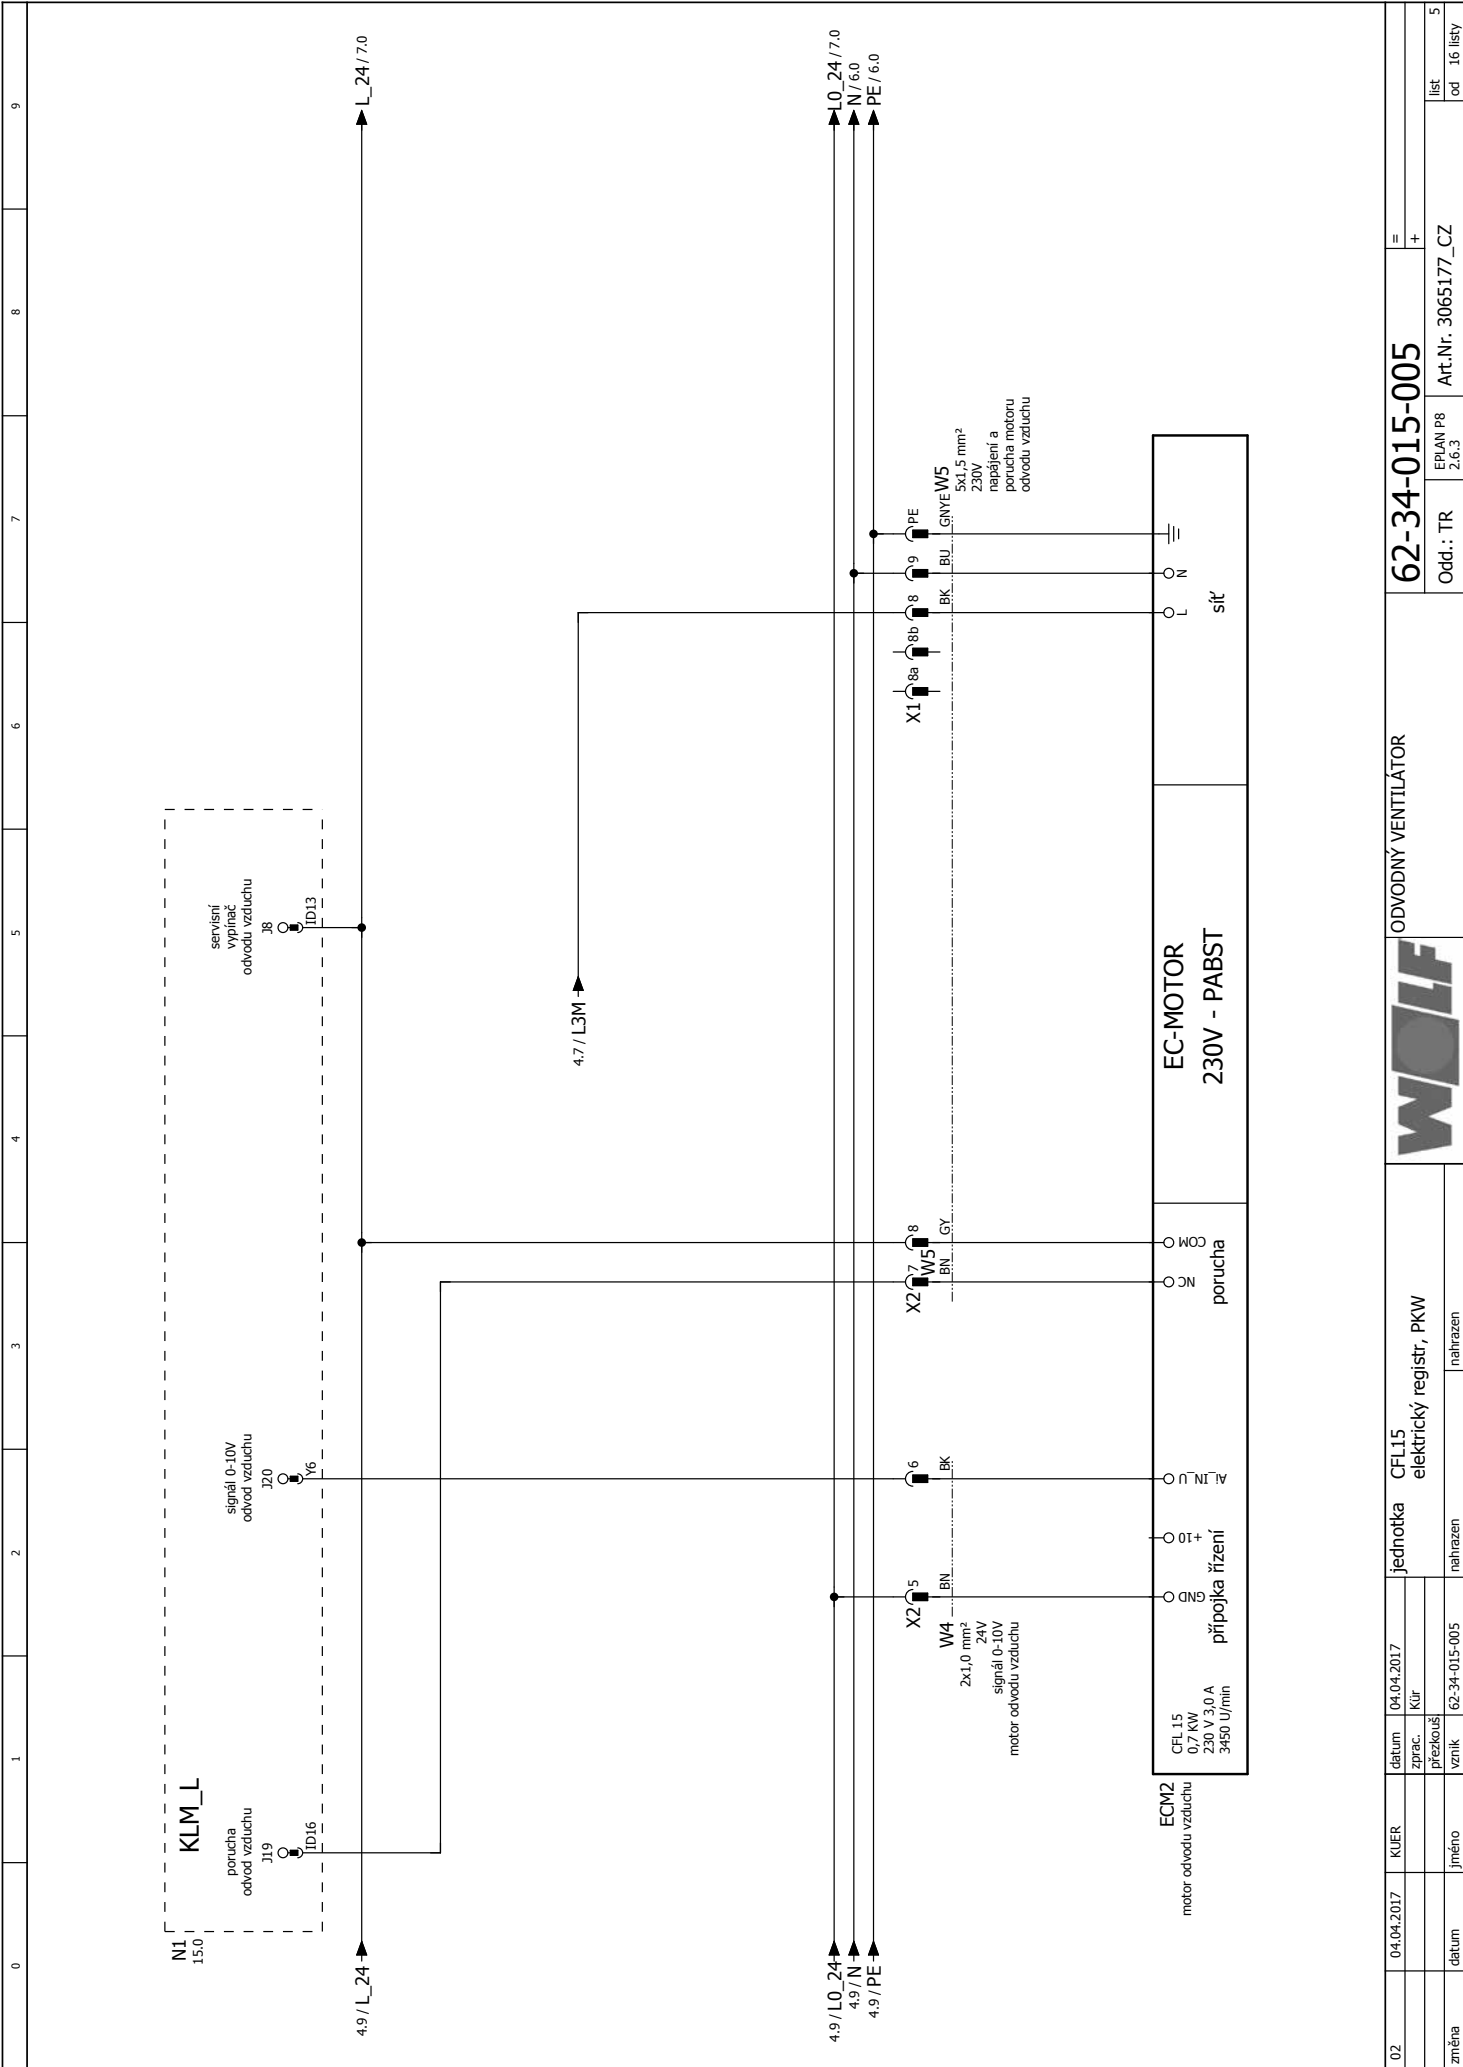 0
1
2
3
4
5
6
7
8
9
N1
15.0
KLM_L
porucha
odvod vzduchu
J19
ID16
signál 0-10V
odvod vzduchu
J20
Y6
servisní
vypínač
odvodu vzduchu
J8
ID13
4.9 / L_24
L_24 / 7.0
4.7 / L3M
4.9 / L0_24
4.9 / N
4.9 / PE
L0_24 / 7.0
N / 6.0
PE / 6.0
X2
5
6
X2
7
8
X1
8a
8b
8
9
PE
W4
BN
BK
2x1,0 mm²
24V
signál 0-10V
motor odvodu vzduchu
W5
BN
GY
BK
BU
GNYE
W5
5x1,5 mm²
230V
napájení a
porucha motoru
odvodu vzduchu
ECM2
motor odvodu vzduchu
CFL 15
0,7 KW
230 V 3,0 A
3450 U/min
GND
+10
Ai_IN_U
přípojka řízení
NC
COM
porucha
EC-MOTOR
230V - PABST
L
N
síť
02
04.04.2017
KUER
změna
datum
jméno
datum
04.04.2017
zprac.
Kür
přezkouš.
vznik
62-34-015-005
jednotka
CFL15
elektrický registr, PKW
nahrazen
nahrazen
WOLF
ODVODNÝ VENTILÁTOR
62-34-015-005
=
+
Odd.: TR
EPLAN P8
2.6.3
Art.Nr. 3065177_CZ
list
5
od
16 listy